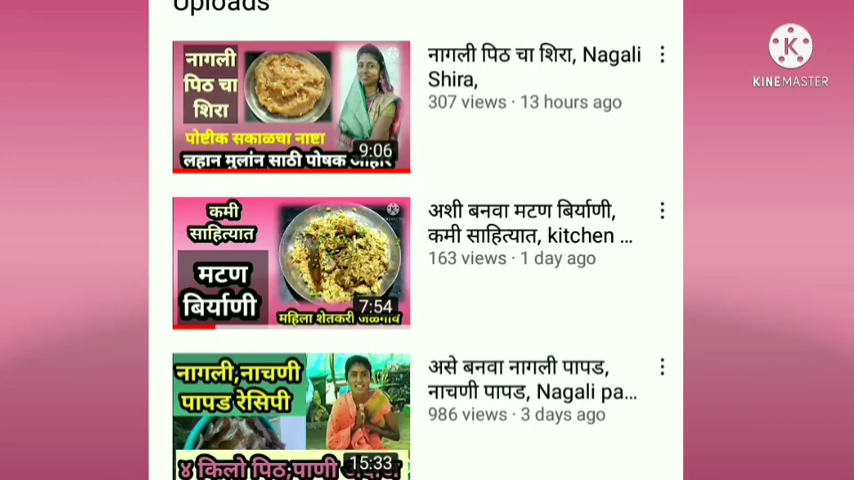 Uploads
नागली
पिठ चा
शिरा
पोष्टीक सकाळचा नाष्टा
लहान मुलांन साठी पोषक आहार
9:06
नागली पिठ चा शिरा, Nagali
Shira,
307 views · 13 hours ago
कमी
साहित्यात
मटण
बिर्याणी
महिला शेतकरी जळगाव
7:54
अशी बनवा मटण बिर्याणी,
कमी साहित्यात, kitchen ...
163 views · 1 day ago
नागली,नाचणी
पापड रेसिपी
४ किलो पिठ,पाणी
15:33
असे बनवा नागली पापड,
नाचणी पापड, Nagali pa...
986 views · 3 days ago
K
KINEMASTER